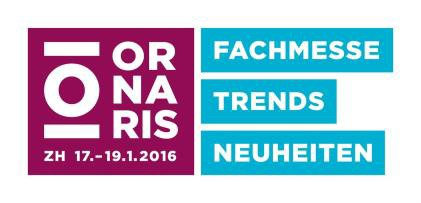 OR
NA
RIS
ZH 17.–19.1.2016
FACHMESSE
TRENDS
NEUHEITEN